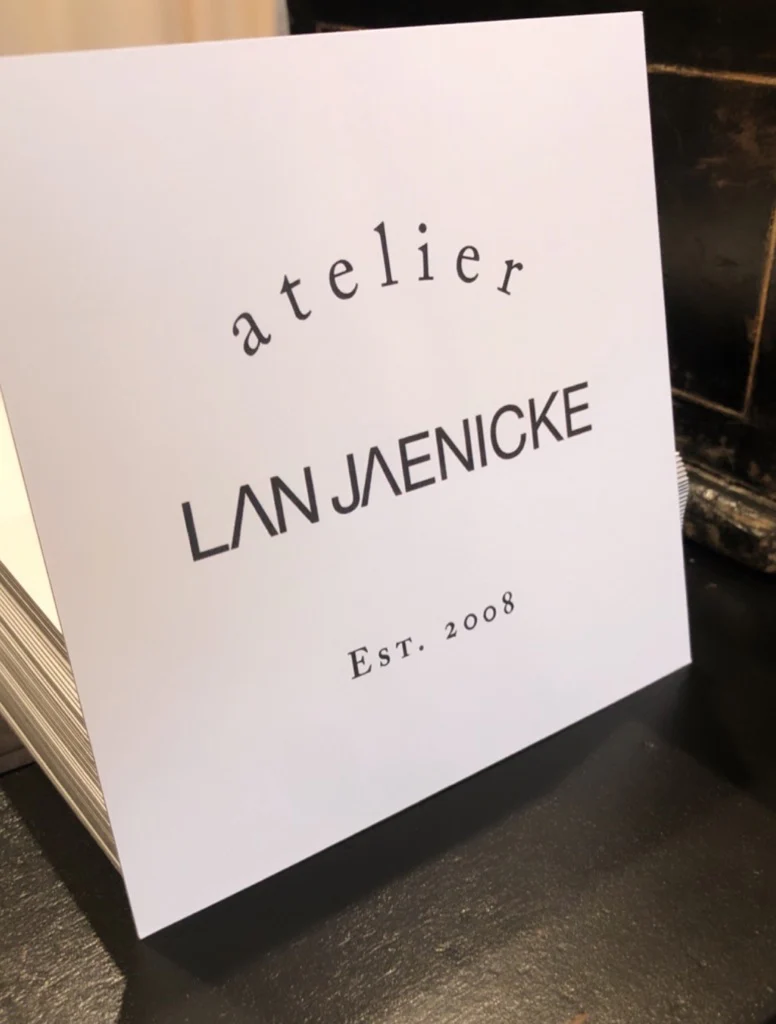 atelier
LAN JAENICKE
EST. 2008